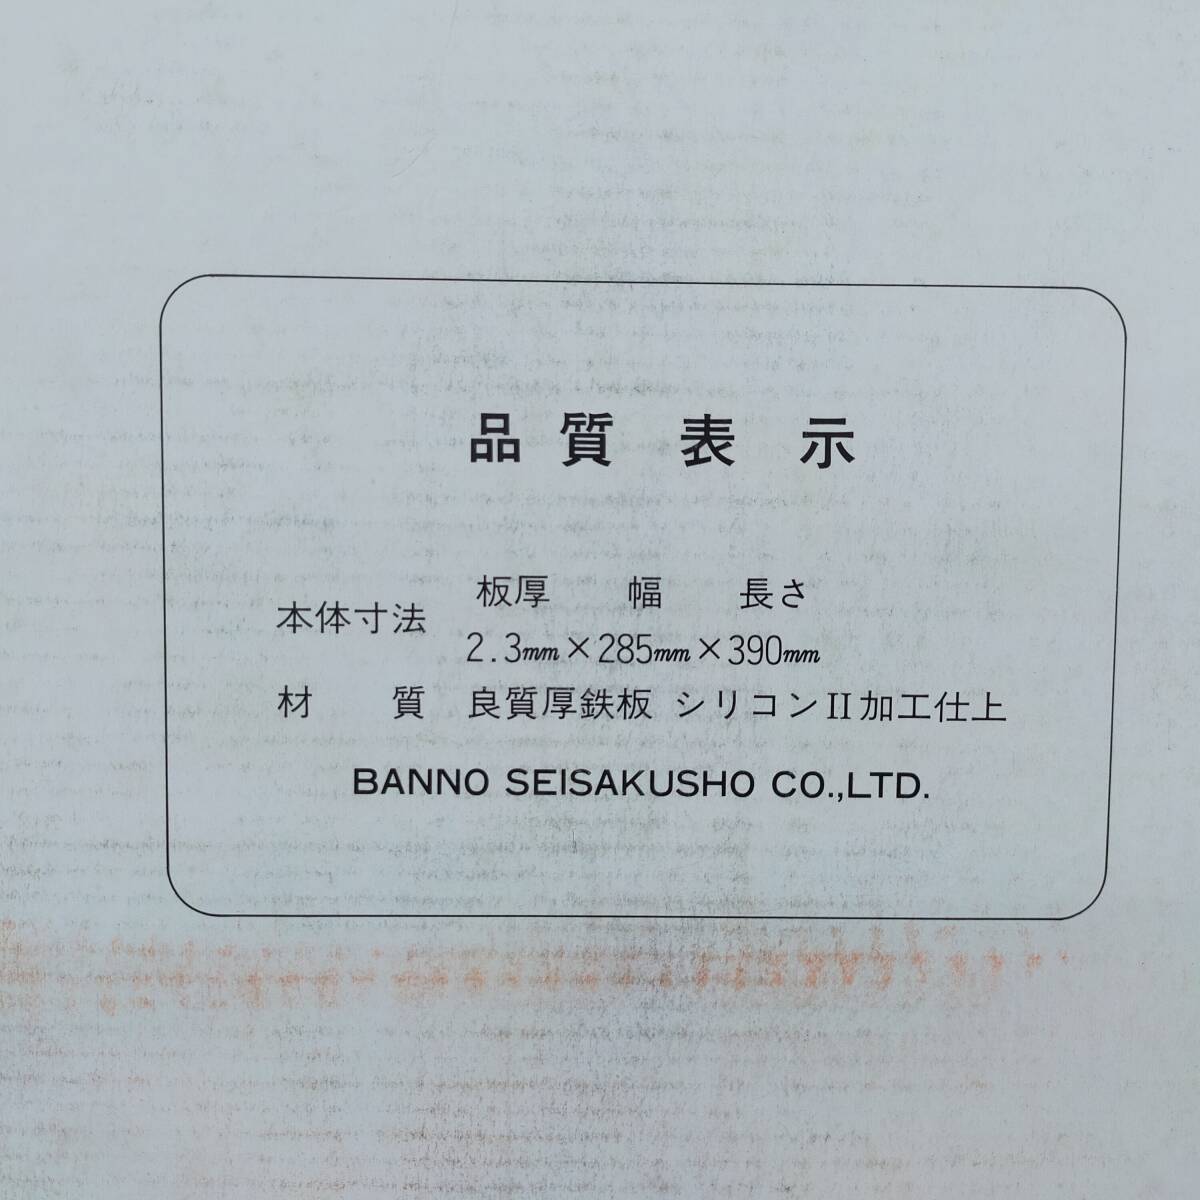 品質表示
板厚 幅 長さ
本体寸法 2.3mm×285mm×390mm
材質 良質厚鉄板 シリコンII加工仕上
BANNO SEISAKUSHO CO.,LTD.